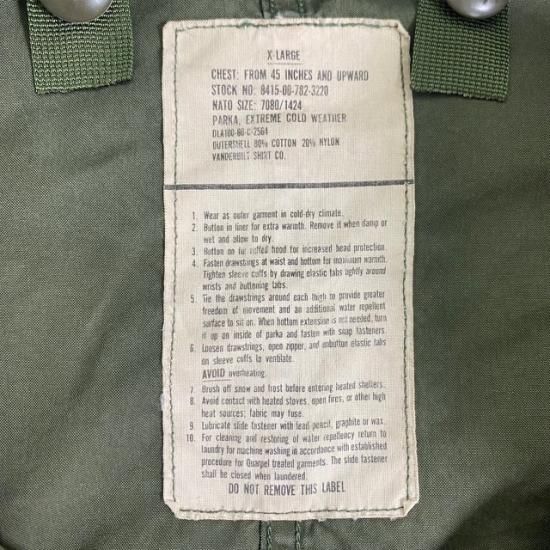 X-LARGE
CHEST: FROM 45 INCHES AND UPWARD
STOCK NO: 8415-00-782-3220
NATO SIZE: 7080/1424
PARKA, EXTREME COLD WEATHER
DLA100-80-C-2564
OUTERSHELL 80% COTTON 20% NYLON
VANDERBILT SHIRT CO.
1. Wear as outer garment in cold-dry climate.
2. Button in liner for extra warmth. Remove it when damp or
wet and allow to dry.
3. Button on fur ruffed hood for increased head protection.
4. Fasten drawstrings at waist and bottom for maximum warmth.
Tighten sleeve cuffs by drawing elastic tabs tightly around
wrists and buttoning tabs.
5. Tie the drawstrings around each thigh to provide greater
freedom of movement and an additional water repellent
surface to sit on. When bottom extension is not needed, turn
it up on inside of parka and fasten with snap fasteners.
6. Loosen drawstrings, open zipper, and unbutton elastic tabs
on sleeve cuffs to ventilate.
AVOID overheating.
7. Brush off snow and frost before entering heated shelters.
8. Avoid contact with heated stoves, open fires, or other high
heat sources; fabric may fuse.
9. Lubricate slide fastener with lead pencil, graphite or wax.
10. For cleaning and restoring of water repellency return to
laundry for machine washing in accordance with established
procedure for Quarpel treated garments. The slide fastener
shall be closed when laundered.
DO NOT REMOVE THIS LABEL